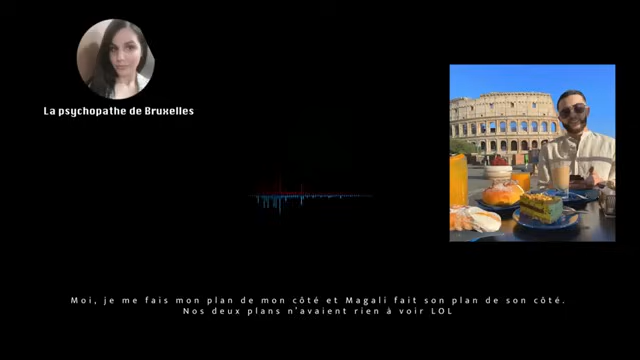 La psychopathe de Bruxelles
Moi, je me fais mon plan de mon côté et Magali fait son plan de son côté.
Nos deux plans n'avaient rien à voir LOL